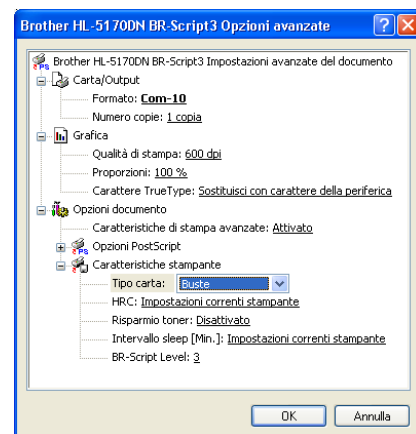 Brother HL-5170DN BR-Script3 Opzioni avanzate
Brother HL-5170DN BR-Script3 Impostazioni avanzate del documento
Carta/Output
Formato: Com-10
Numero copie: 1 copia
Grafica
Qualità di stampa: 600 dpi
Proporzioni: 100 %
Carattere TrueType: Sostituisci con carattere della periferica
Opzioni documento
Caratteristiche di stampa avanzate: Attivato
Opzioni PostScript
Caratteristiche stampante
Tipo carta: Buste
HRC: Impostazioni correnti stampante
Risparmio toner: Disattivato
Intervallo sleep [Min.]: Impostazioni correnti stampante
BR-Script Level: 3
OK Annulla